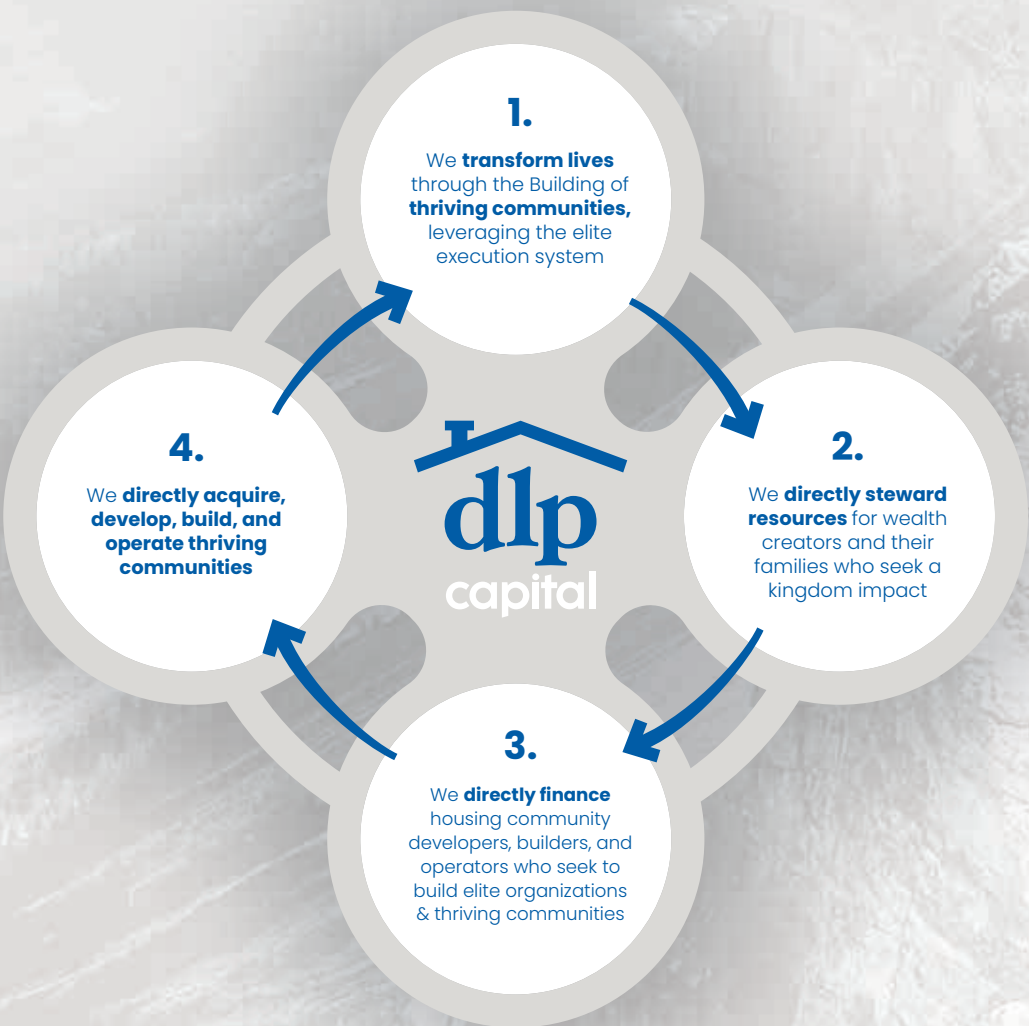 1.
We transform lives
through the Building of
thriving communities,
leveraging the elite
execution system
2.
We directly steward
resources for wealth
creators and their
families who seek a
kingdom impact
3.
We directly finance
housing community
developers, builders, and
operators who seek to
build elite organizations
& thriving communities
4.
We directly acquire,
develop, build, and
operate thriving
communities
dlp
capital